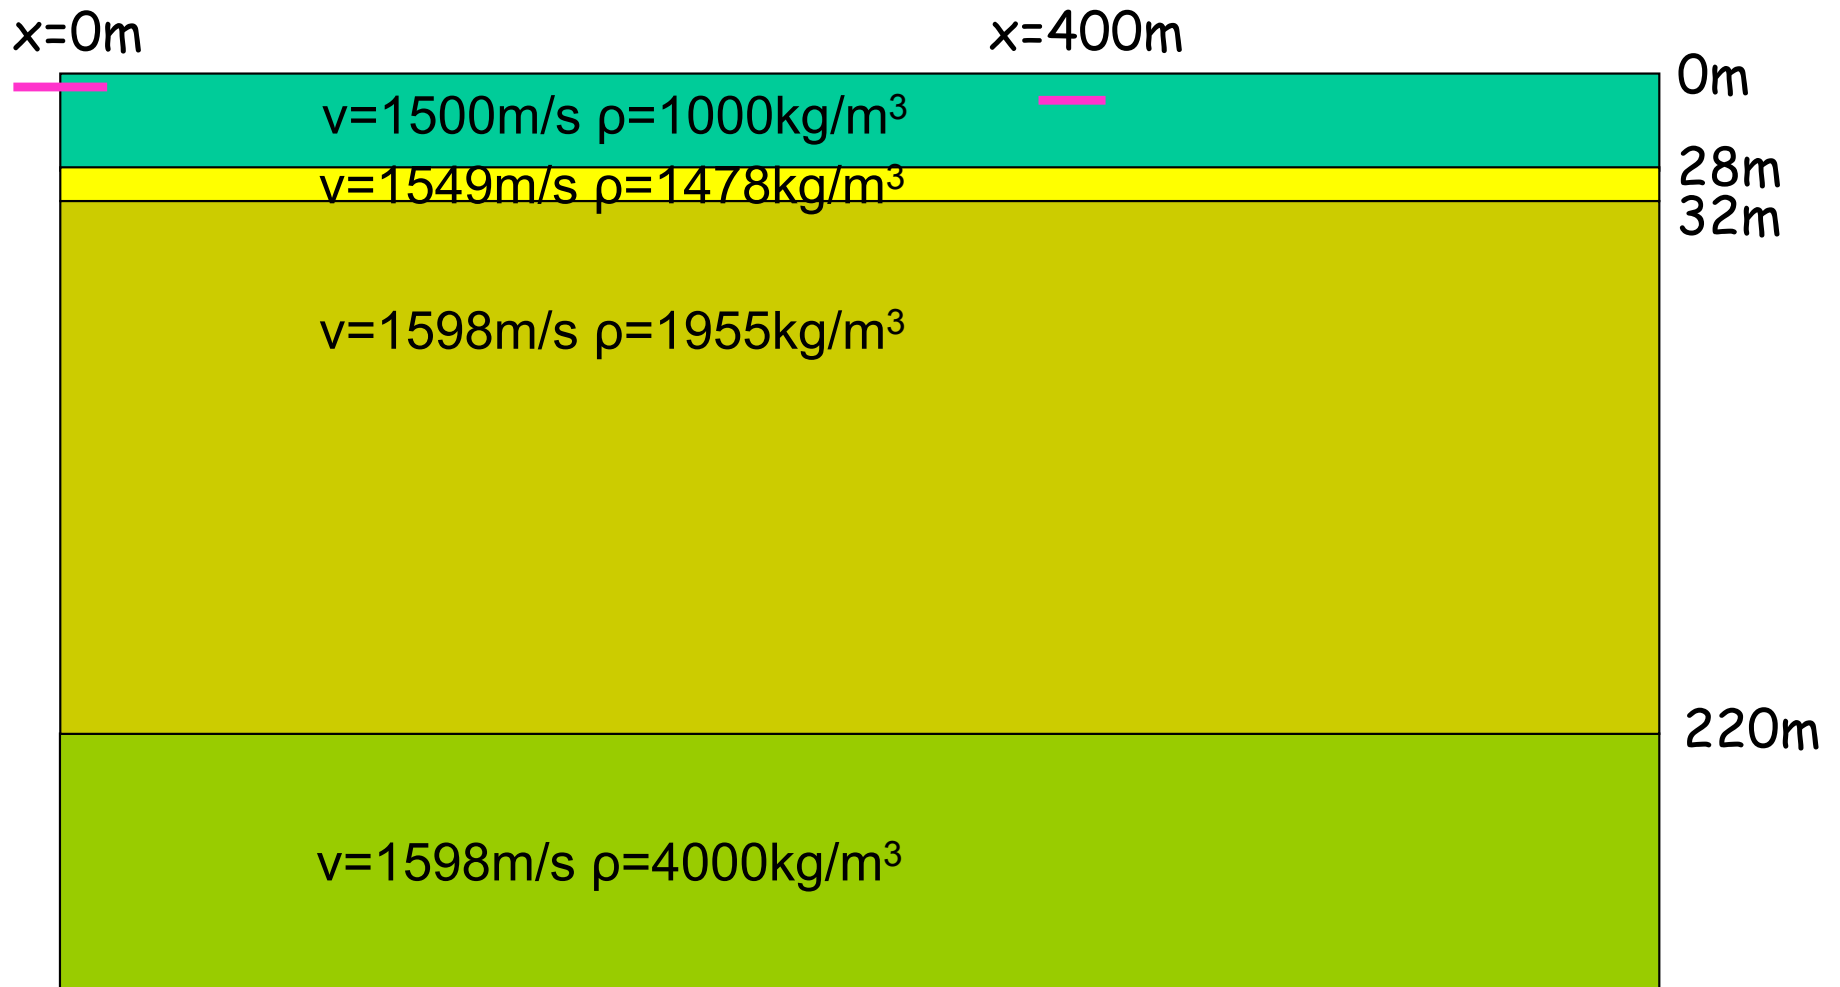 x=0m
x=400m
0m
v=1500m/s ρ=1000kg/m³
28m
v=1549m/s ρ=1478kg/m³
32m
v=1598m/s ρ=1955kg/m³
220m
v=1598m/s ρ=4000kg/m³